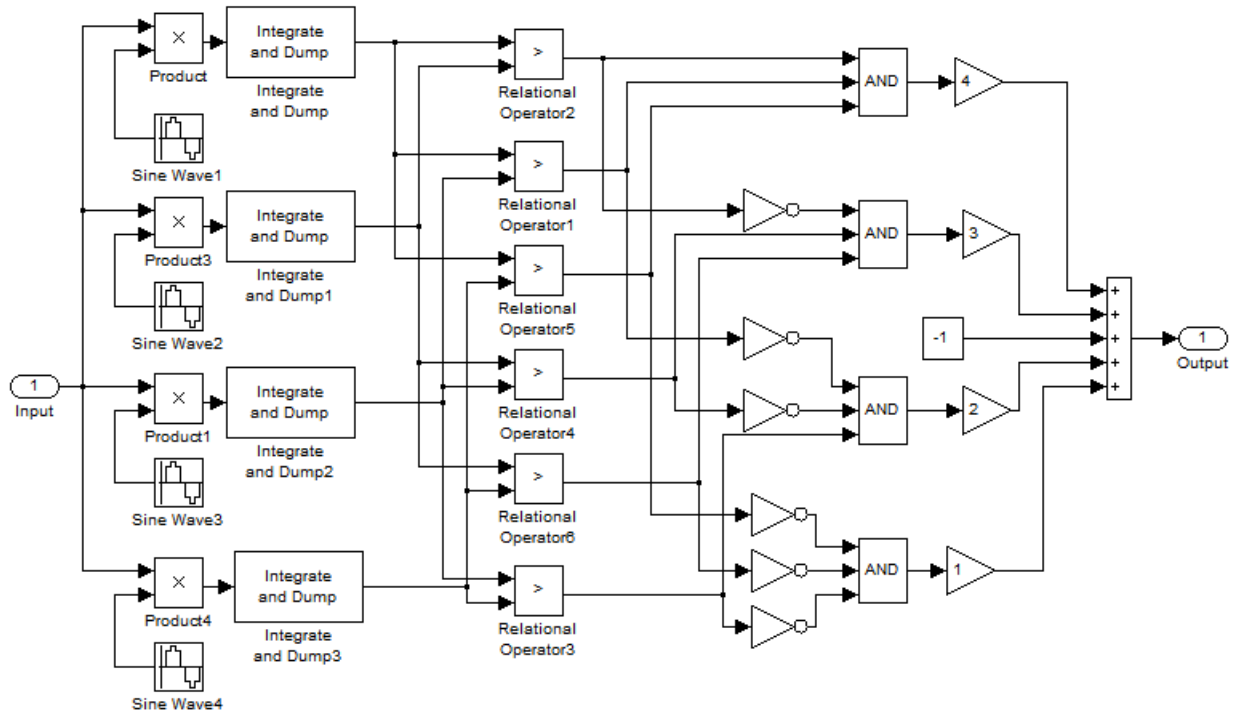 ×
Product
Integrate
and Dump
Integrate
and Dump
Sine Wave1
×
Product3
Integrate
and Dump
Integrate
and Dump1
Sine Wave2
1
Input
×
Product1
Integrate
and Dump
Integrate
and Dump2
Sine Wave3
×
Product4
Integrate
and Dump
Integrate
and Dump3
Sine Wave4
>
Relational
Operator2
>
Relational
Operator1
>
Relational
Operator5
>
Relational
Operator4
>
Relational
Operator6
>
Relational
Operator3
AND
4
AND
3
-1
AND
2
AND
1
+
+
+
+
+
1
Output